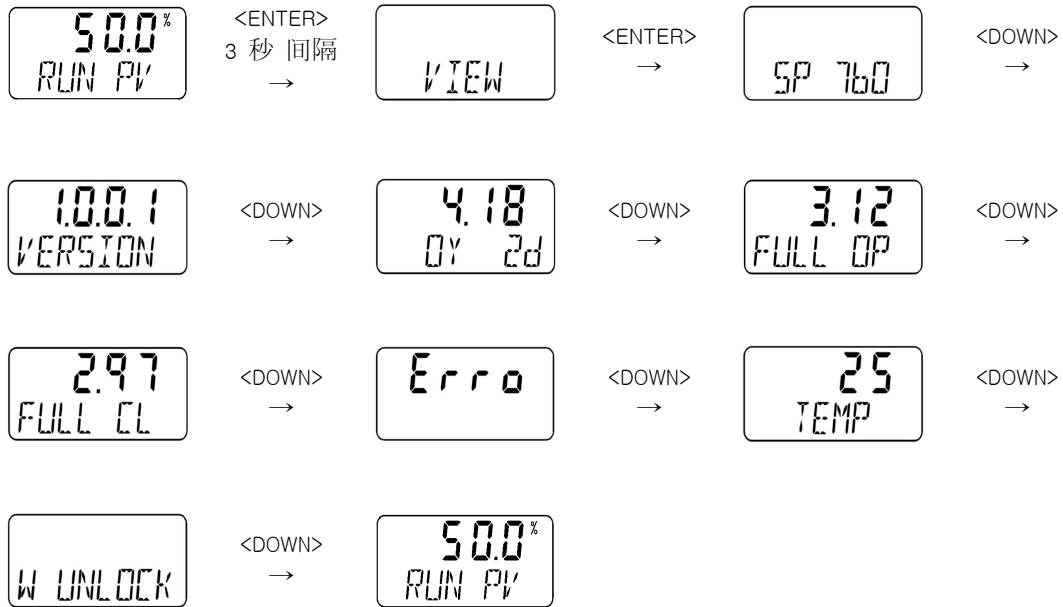 50.0%
RUN PV
<ENTER>
3 秒 间隔
→
VIEW
<ENTER>
→
SP 760
<DOWN>
→
1.0.0.1
VERSION
<DOWN>
→
4.18
0Y 2d
<DOWN>
→
3.12
FULL OP
<DOWN>
→
2.97
FULL CL
<DOWN>
→
Erro
<DOWN>
→
25
TEMP
<DOWN>
→
W UNLOCK
<DOWN>
→
50.0%
RUN PV